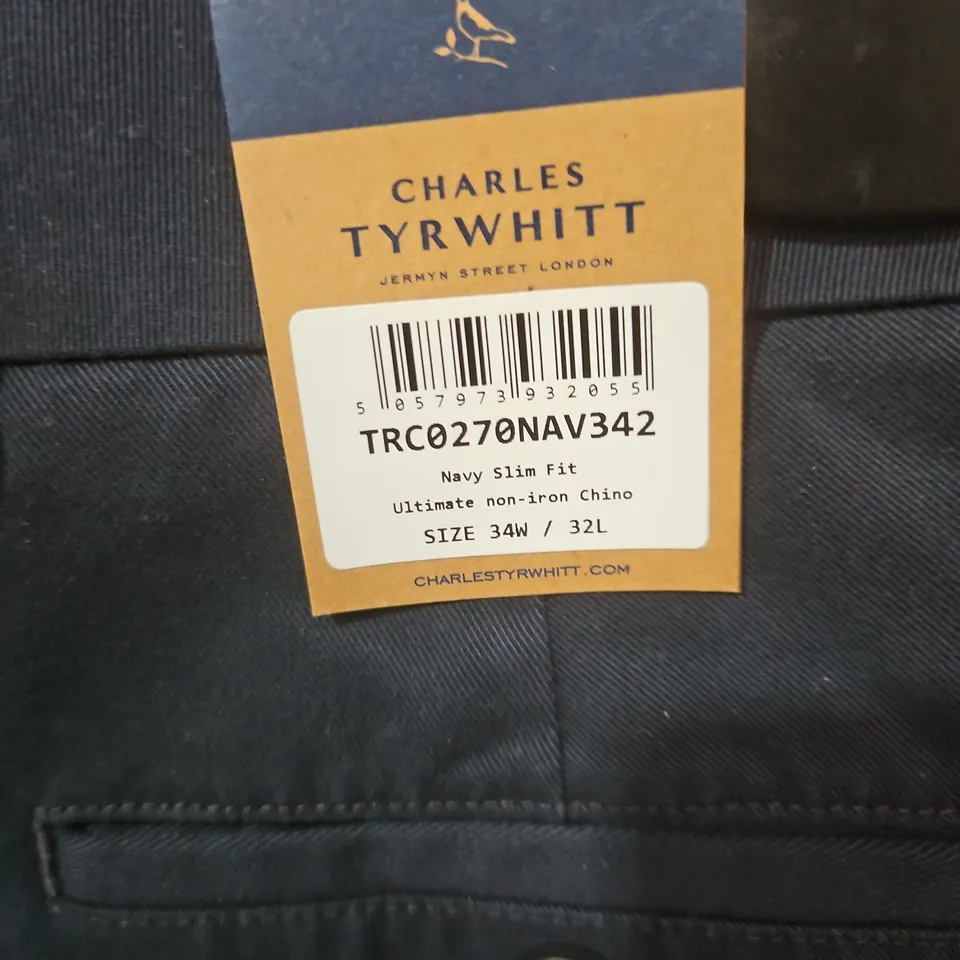 CHARLES
TYRWHITT
JERMYN STREET LONDON
5 057973 932055
TRC0270NAV342
Navy Slim Fit
Ultimate non-iron Chino
SIZE 34W / 32L
CHARLESTYRWHITT.COM